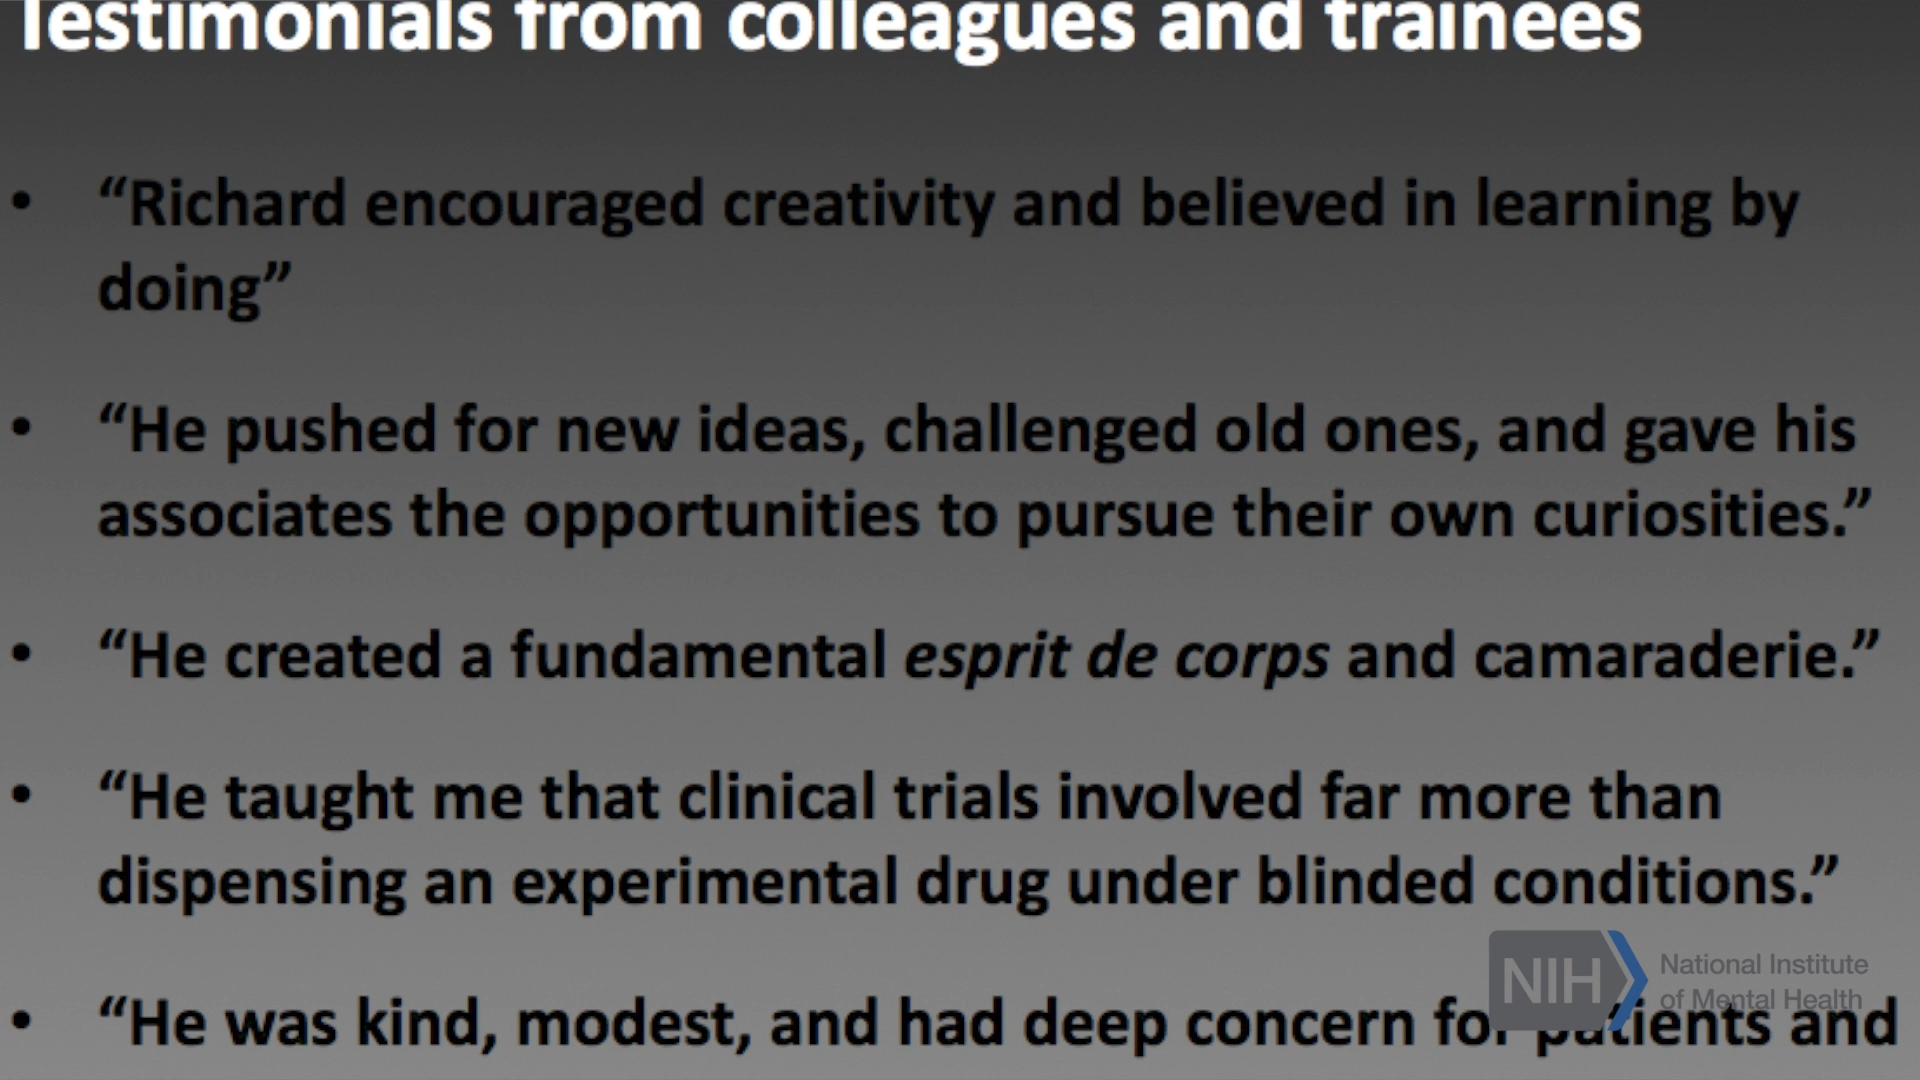 Testimonials from colleagues and trainees
• “Richard encouraged creativity and believed in learning by
doing”
• “He pushed for new ideas, challenged old ones, and gave his
associates the opportunities to pursue their own curiosities.”
• “He created a fundamental esprit de corps and camaraderie.”
• “He taught me that clinical trials involved far more than
dispensing an experimental drug under blinded conditions.”
• “He was kind, modest, and had deep concern for patients and
NIH
National Institute
of Mental Health